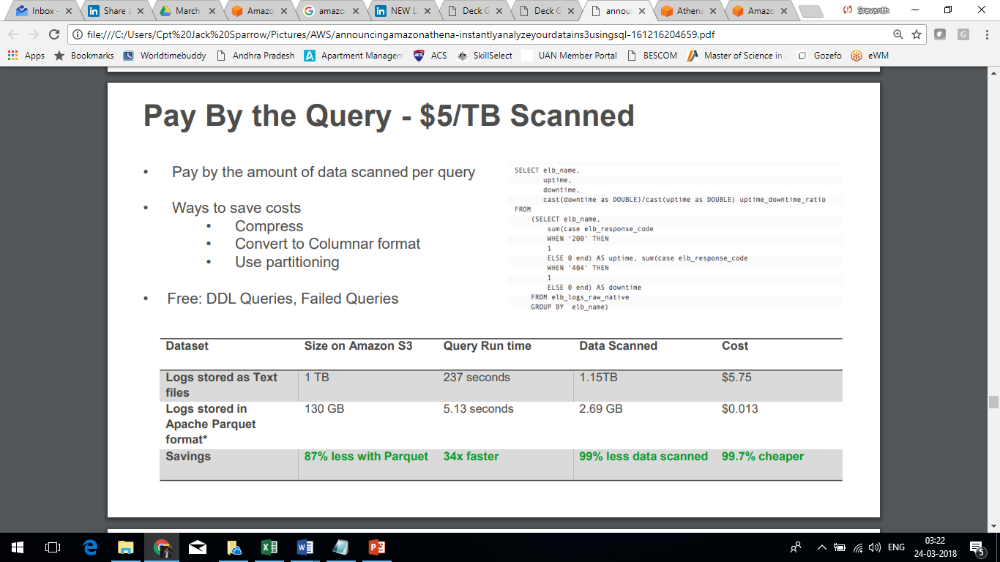 Inbox -
Share a
March
Amazo
amazo
NEW L
Deck G
Deck G
annou
Athena
Amazo
Sravanth
file:///C:/Users/Cpt%20Jack%20Sparrow/Pictures/AWS/announcingamazonathena-instantlyanalyzeyourdatains3usingsql-161216204659.pdf
Apps Bookmarks Worldtimebuddy Andhra Pradesh Apartment Managem ACS SkillSelect UAN Member Portal BESCOM Master of Science in Gozefo eWM
Pay By the Query - $5/TB Scanned
• Pay by the amount of data scanned per query
• Ways to save costs
• Compress
• Convert to Columnar format
• Use partitioning
• Free: DDL Queries, Failed Queries
SELECT elb_name,
uptime,
downtime,
cast(downtime as DOUBLE)/cast(uptime as DOUBLE) uptime_downtime_ratio
FROM
(SELECT elb_name,
sum(case elb_response_code
WHEN '200' THEN
1
ELSE 0 end) AS uptime, sum(case elb_response_code
WHEN '404' THEN
1
ELSE 0 end) AS downtime
FROM elb_logs_raw_native
GROUP BY elb_name)
Dataset Size on Amazon S3 Query Run time Data Scanned Cost
Logs stored as Text 1 TB 237 seconds 1.15TB $5.75
files
Logs stored in 130 GB 5.13 seconds 2.69 GB $0.013
Apache Parquet
format*
Savings 87% less with Parquet 34x faster 99% less data scanned 99.7% cheaper
ENG
03:22
24-03-2018
5